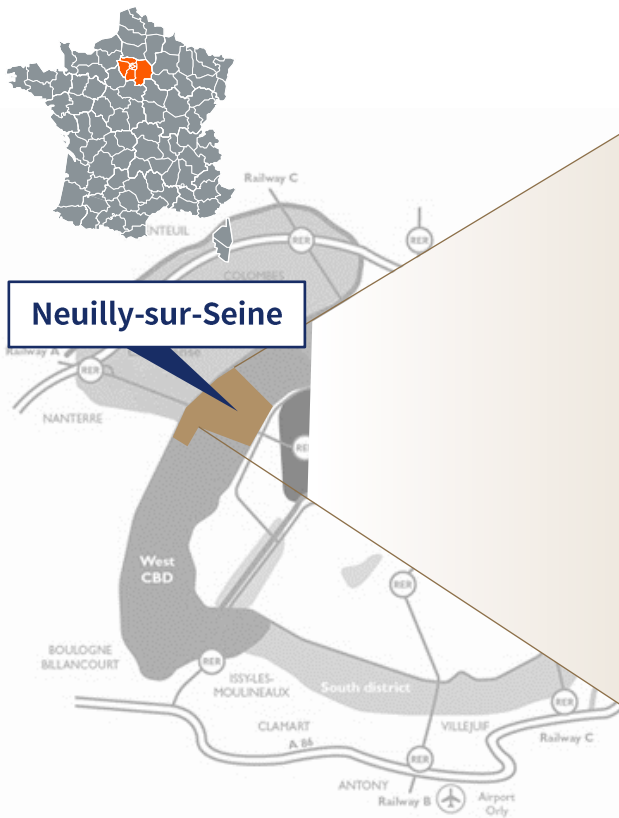 Railway C
ENTEUIL
RER
RER
COLOMBES
Neuilly-sur-Seine
Railway A
RER
NANTERRE
RE
West
CBD
RER
BOULOGNE
BILLANCOURT
RER
ISSY-LES-
MOULINEAUX
South district
RER
CLAMART
VILLEJUIF
A 86
Railway C
RER
ANTONY
Railway B
Airport
Orly